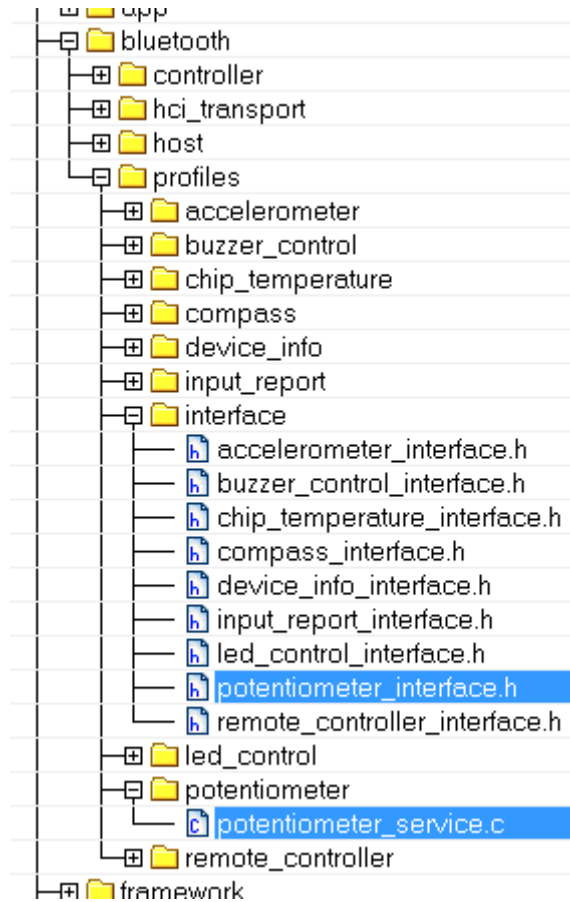 app
bluetooth
controller
hci_transport
host
profiles
accelerometer
buzzer_control
chip_temperature
compass
device_info
input_report
interface
accelerometer_interface.h
buzzer_control_interface.h
chip_temperature_interface.h
compass_interface.h
device_info_interface.h
input_report_interface.h
led_control_interface.h
potentiometer_interface.h
remote_controller_interface.h
led_control
potentiometer
potentiometer_service.c
remote_controller
framework